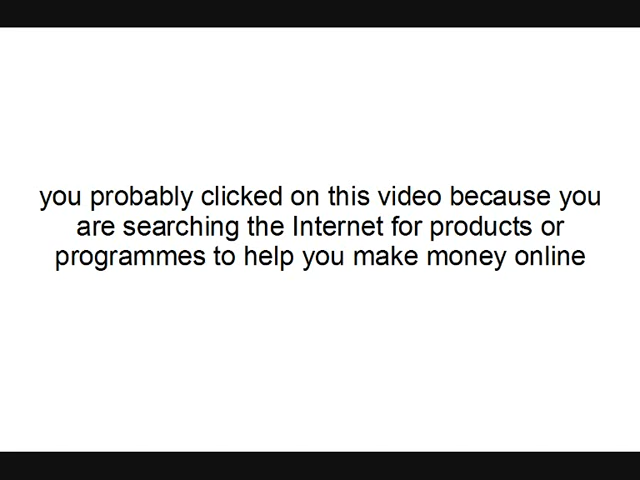 you probably clicked on this video because you
are searching the Internet for products or
programmes to help you make money online